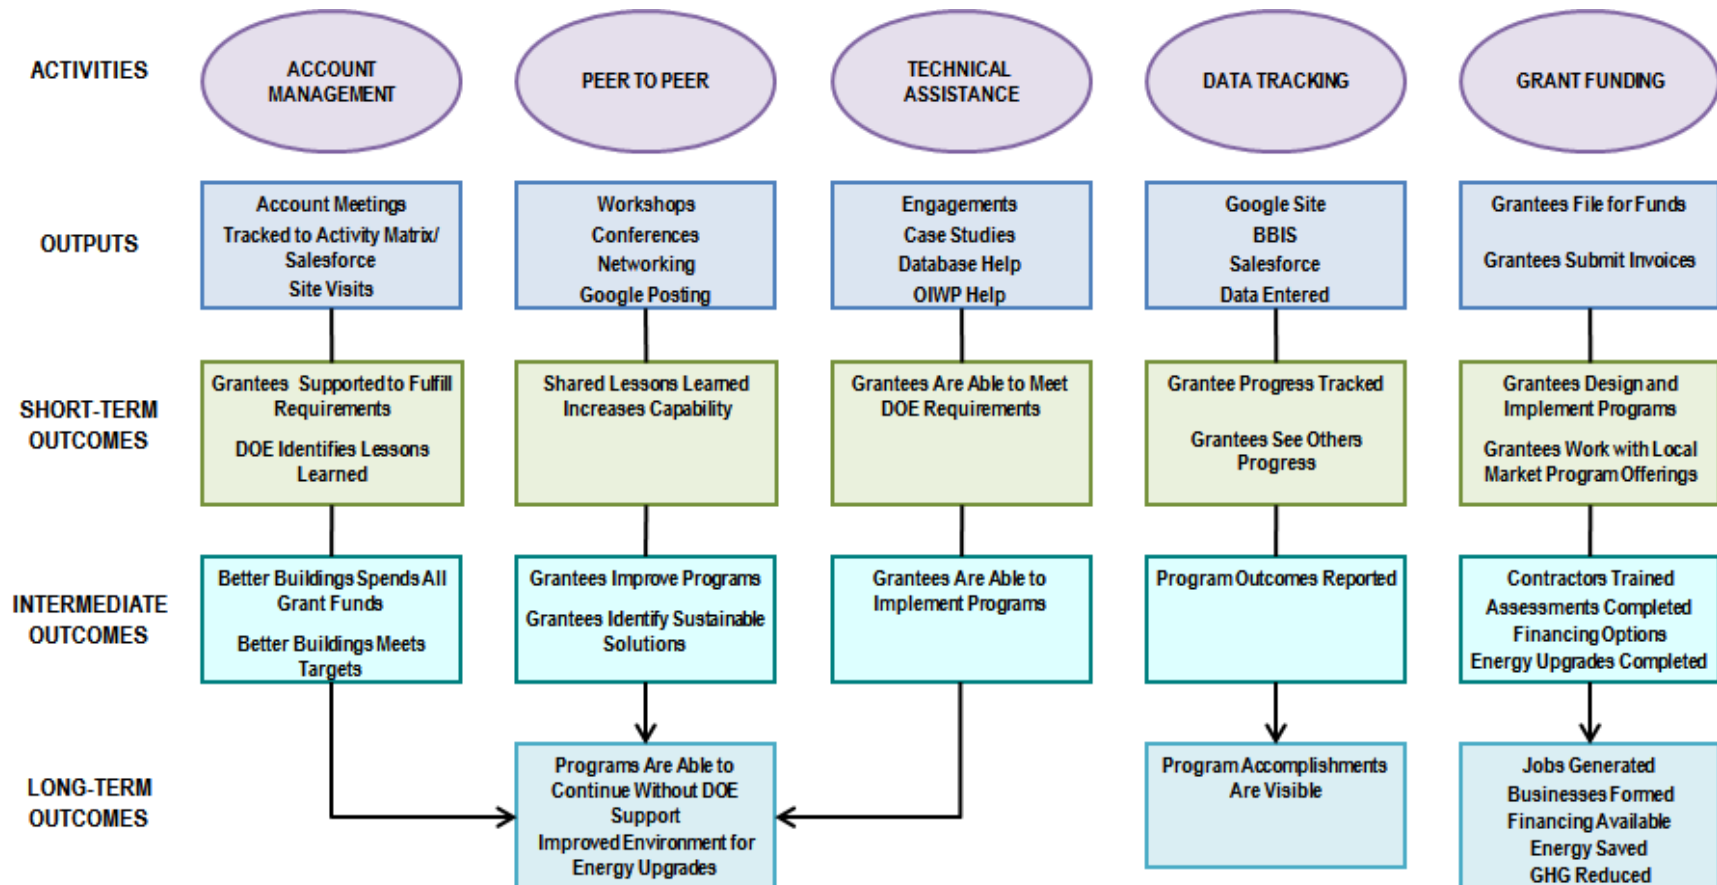 ACTIVITIES
ACCOUNT
MANAGEMENT
PEER TO PEER
TECHNICAL
ASSISTANCE
DATA TRACKING
GRANT FUNDING
OUTPUTS
Account Meetings
Tracked to Activity Matrix/
Salesforce
Site Visits
Workshops
Conferences
Networking
Google Posting
Engagements
Case Studies
Database Help
OIWP Help
Google Site
BBIS
Salesforce
Data Entered
Grantees File for Funds
Grantees Submit Invoices
SHORT-TERM
OUTCOMES
Grantees Supported to Fulfill
Requirements
DOE Identifies Lessons
Learned
Shared Lessons Learned
Increases Capability
Grantees Are Able to Meet
DOE Requirements
Grantee Progress Tracked
Grantees See Others
Progress
Grantees Design and
Implement Programs
Grantees Work with Local
Market Program Offerings
INTERMEDIATE
OUTCOMES
Better Buildings Spends All
Grant Funds
Better Buildings Meets
Targets
Grantees Improve Programs
Grantees Identify Sustainable
Solutions
Grantees Are Able to
Implement Programs
Program Outcomes Reported
Contractors Trained
Assessments Completed
Financing Options
Energy Upgrades Completed
LONG-TERM
OUTCOMES
Programs Are Able to
Continue Without DOE
Support
Improved Environment for
Energy Upgrades
Program Accomplishments
Are Visible
Jobs Generated
Businesses Formed
Financing Available
Energy Saved
GHG Reduced